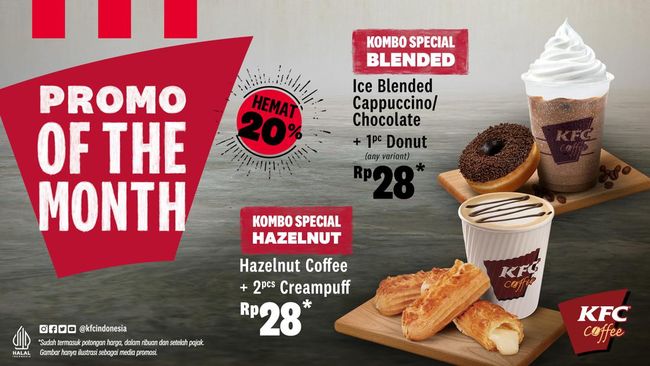 PROMO
OF THE
MONTH
HEMAT
20%
KOMBO SPECIAL
BLENDED
Ice Blended
Cappuccino/
Chocolate
+ 1pc Donut
(any variant)
Rp28*
KFC
Coffee
KOMBO SPECIAL
HAZELNUT
Hazelnut Coffee
+ 2pcs Creampuff
Rp28*
KFC
Coffee
KFC
Coffee
HALAL
INDONESIA
@kfcindonesia
*Sudah termasuk potongan harga, dalam ribuan dan setelah pajak.
Gambar hanya ilustrasi sebagai media promosi.